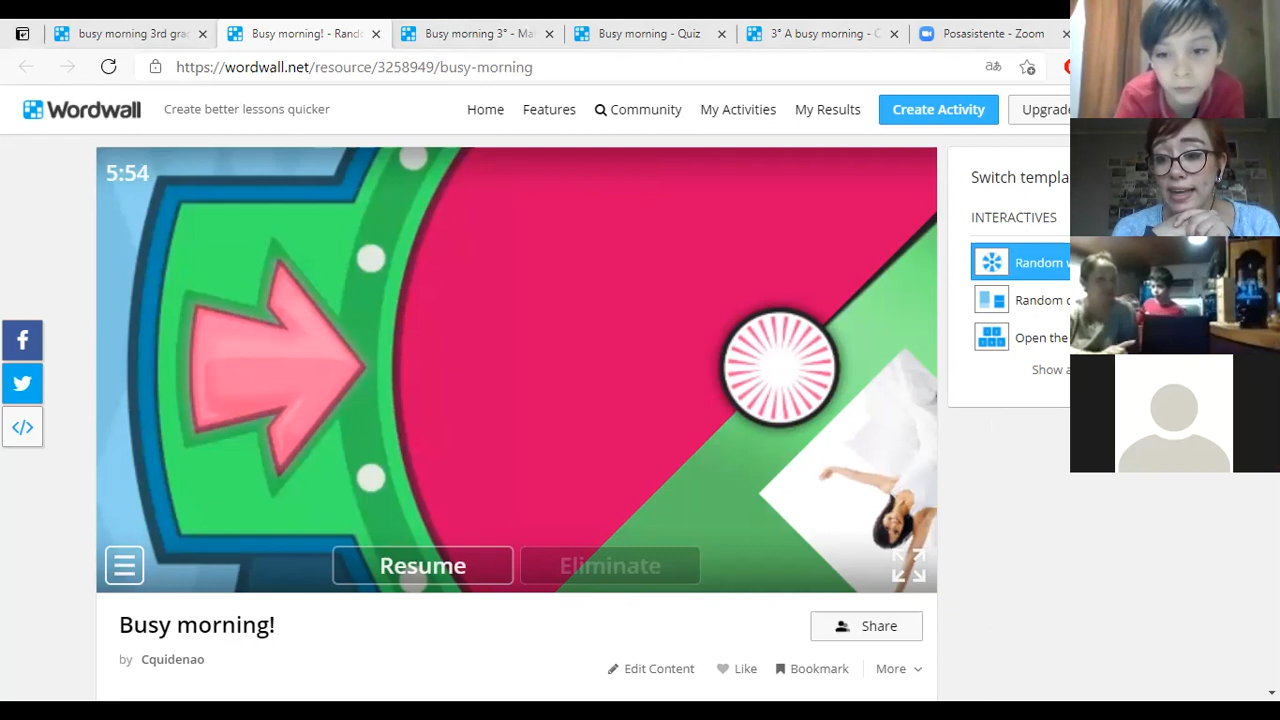 busy morning 3rd grac
Busy morning! - Rand
Busy morning 3° - Ma
Busy morning - Quiz
3° A busy morning - C
Posasistente - Zoom
https://wordwall.net/resource/3258949/busy-morning
Wordwall
Create better lessons quicker
Home
Features
Community
My Activities
My Results
Create Activity
Upgrade
5:54
Switch templa
INTERACTIVES
Random w
Random c
Open the
Show a
Resume
Eliminate
Busy morning!
Share
by Cquidenao
Edit Content
Like
Bookmark
More